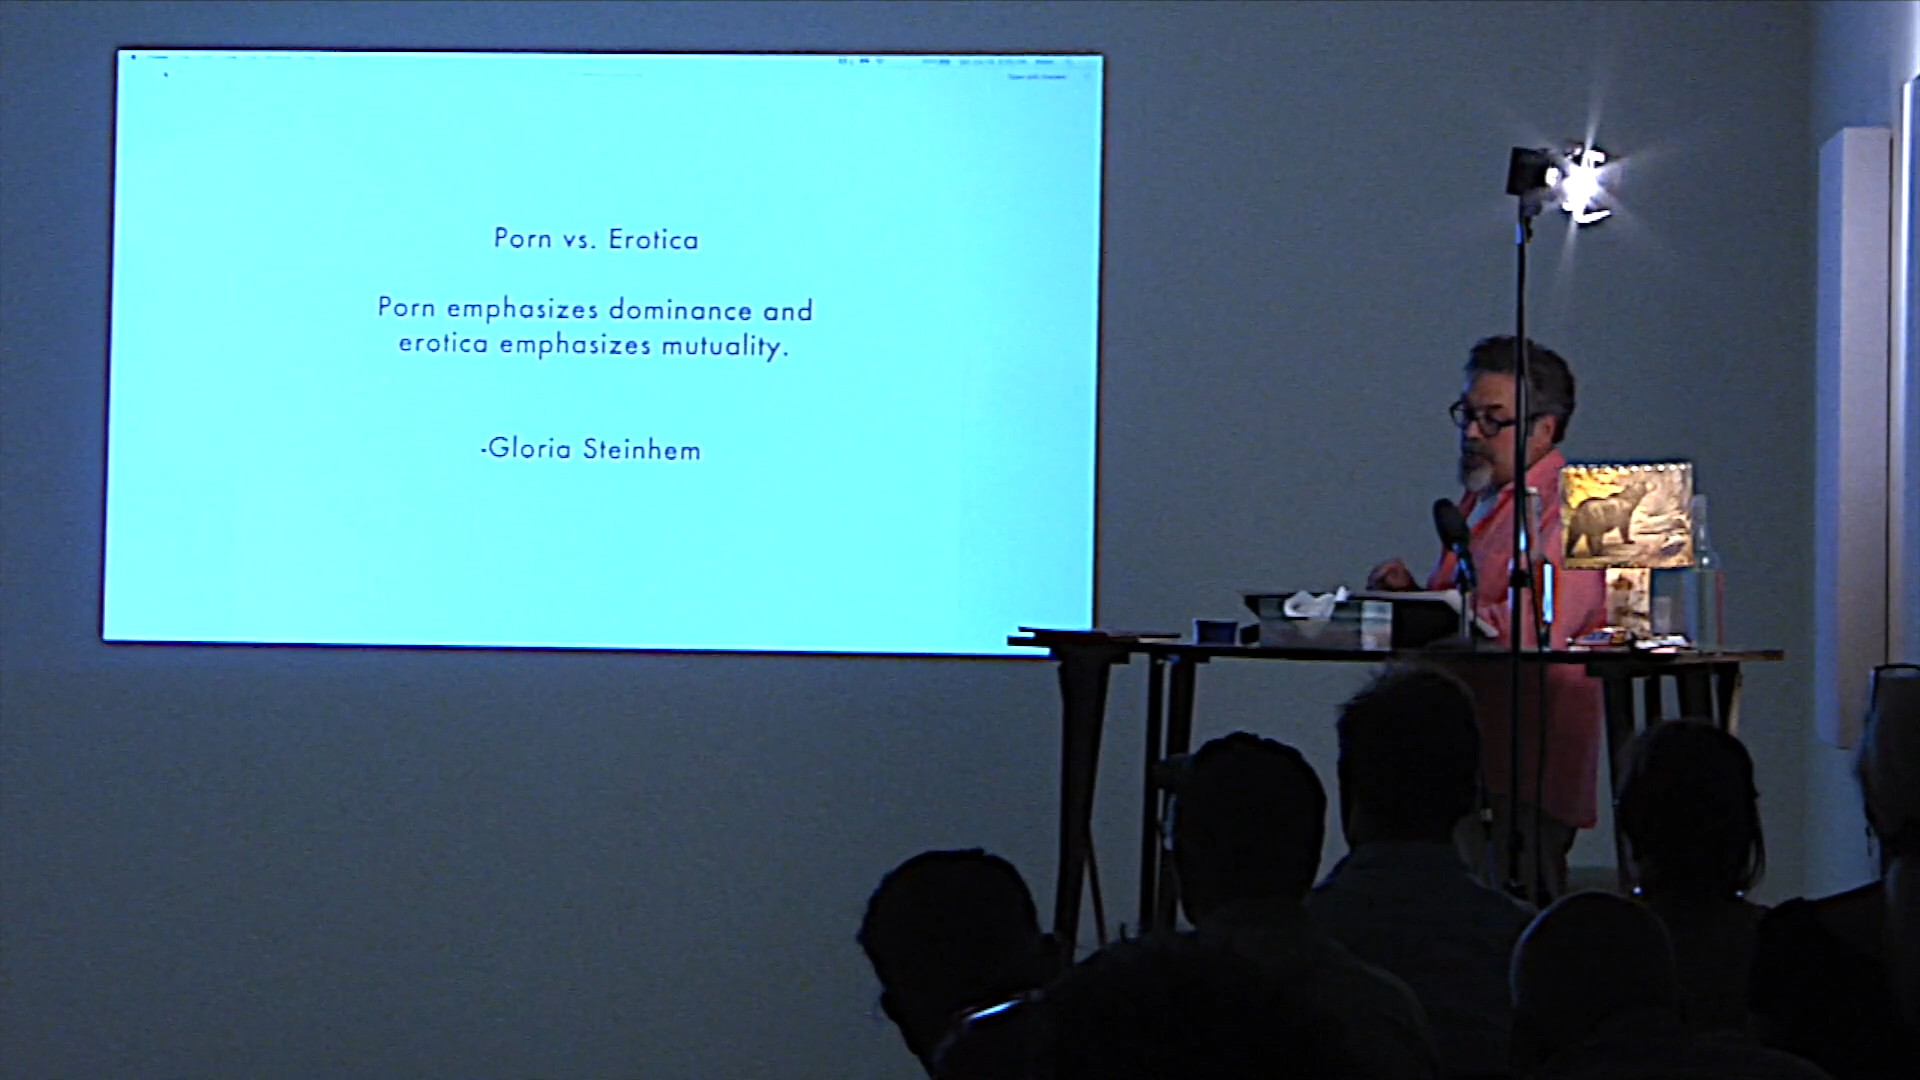 Porn vs. Erotica
Porn emphasizes dominance and
erotica emphasizes mutuality.
-Gloria Steinhem